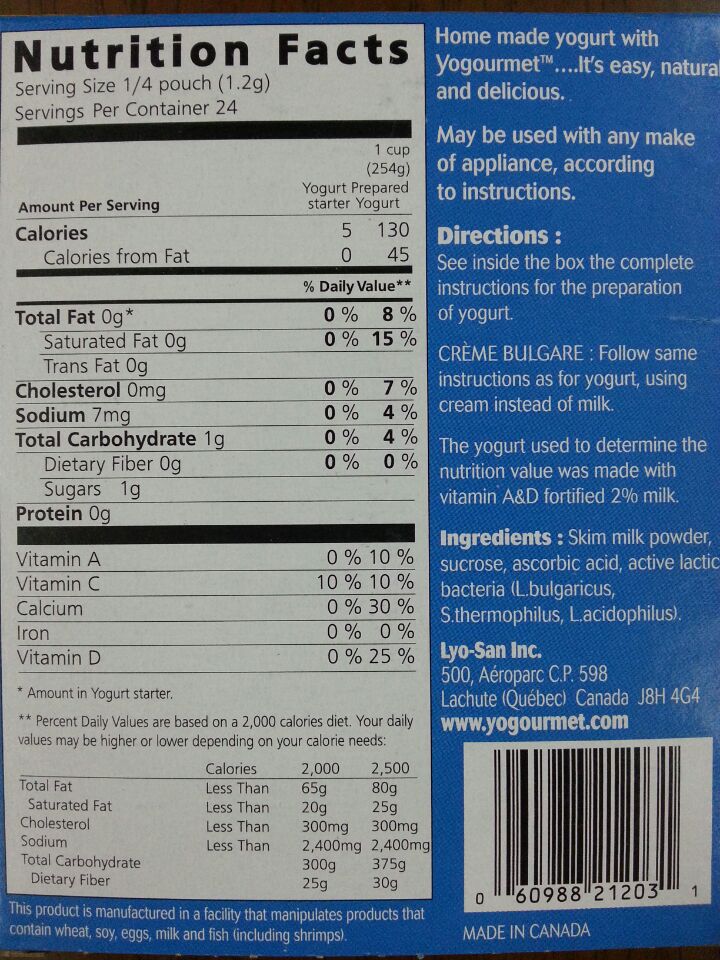 Nutrition Facts
Serving Size 1/4 pouch (1.2g)
Servings Per Container 24
1 cup
(254g)
Yogurt Prepared
Amount Per Serving starter Yogurt
Calories 5 130
Calories from Fat 0 45
% Daily Value**
Total Fat 0g* 0 % 8 %
Saturated Fat 0g 0 % 15 %
Trans Fat 0g
Cholesterol 0mg 0 % 7 %
Sodium 7mg 0 % 4 %
Total Carbohydrate 1g 0 % 4 %
Dietary Fiber 0g 0 % 0 %
Sugars 1g
Protein 0g
Vitamin A 0 % 10 %
Vitamin C 10 % 10 %
Calcium 0 % 30 %
Iron 0 % 0 %
Vitamin D 0 % 25 %
* Amount in Yogurt starter.
** Percent Daily Values are based on a 2,000 calories diet. Your daily
values may be higher or lower depending on your calorie needs:
Calories 2,000 2,500
Total Fat Less Than 65g 80g
Saturated Fat Less Than 20g 25g
Cholesterol Less Than 300mg 300mg
Sodium Less Than 2,400mg 2,400mg
Total Carbohydrate 300g 375g
Dietary Fiber 25g 30g
This product is manufactured in a facility that manipulates products that
contain wheat, soy, eggs, milk and fish (including shrimps).
Home made yogurt with
Yogourmet™....It's easy, natural
and delicious.
May be used with any make
of appliance, according
to instructions.
Directions :
See inside the box the complete
instructions for the preparation
of yogurt.
CRÈME BULGARE : Follow same
instructions as for yogurt, using
cream instead of milk.
The yogurt used to determine the
nutrition value was made with
vitamin A&D fortified 2% milk.
Ingredients : Skim milk powder,
sucrose, ascorbic acid, active lactic
bacteria (L.bulgaricus,
S.thermophilus, L.acidophilus).
Lyo-San Inc.
500, Aéroparc C.P. 598
Lachute (Québec) Canada J8H 4G4
www.yogourmet.com
0 60988 21203 1
MADE IN CANADA